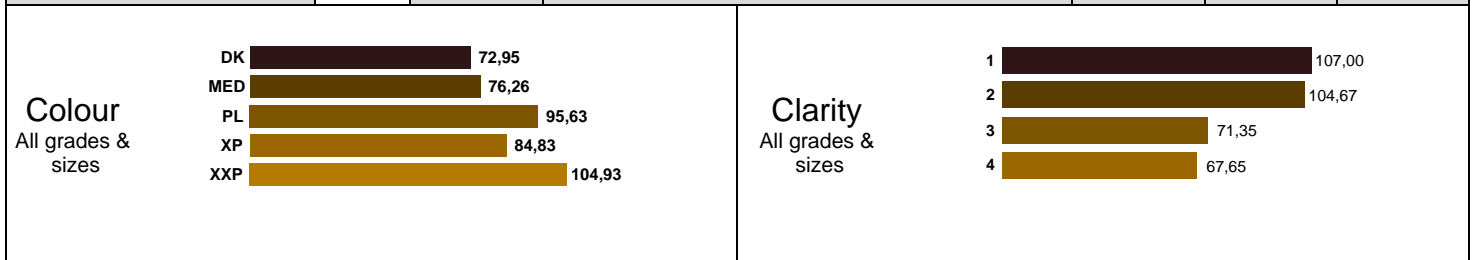 Colour
All grades &
sizes
DK 72,95
MED 76,26
PL 95,63
XP 84,83
XXP 104,93
Clarity
All grades &
sizes
1 107,00
2 104,67
3 71,35
4 67,65